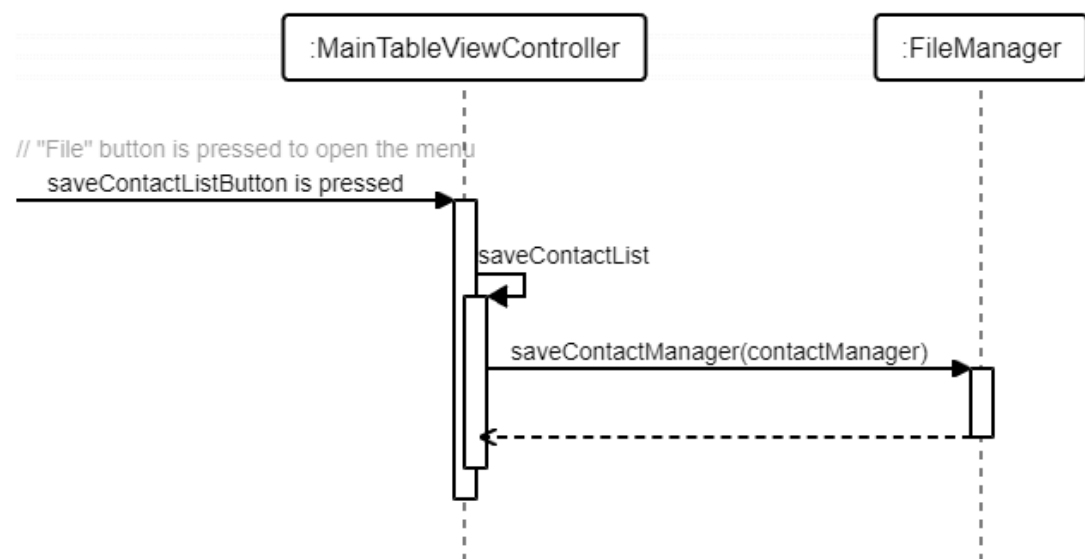 :MainTableViewController
:FileManager
// "File" button is pressed to open the menu
saveContactListButton is pressed
saveContactList
saveContactManager(contactManager)